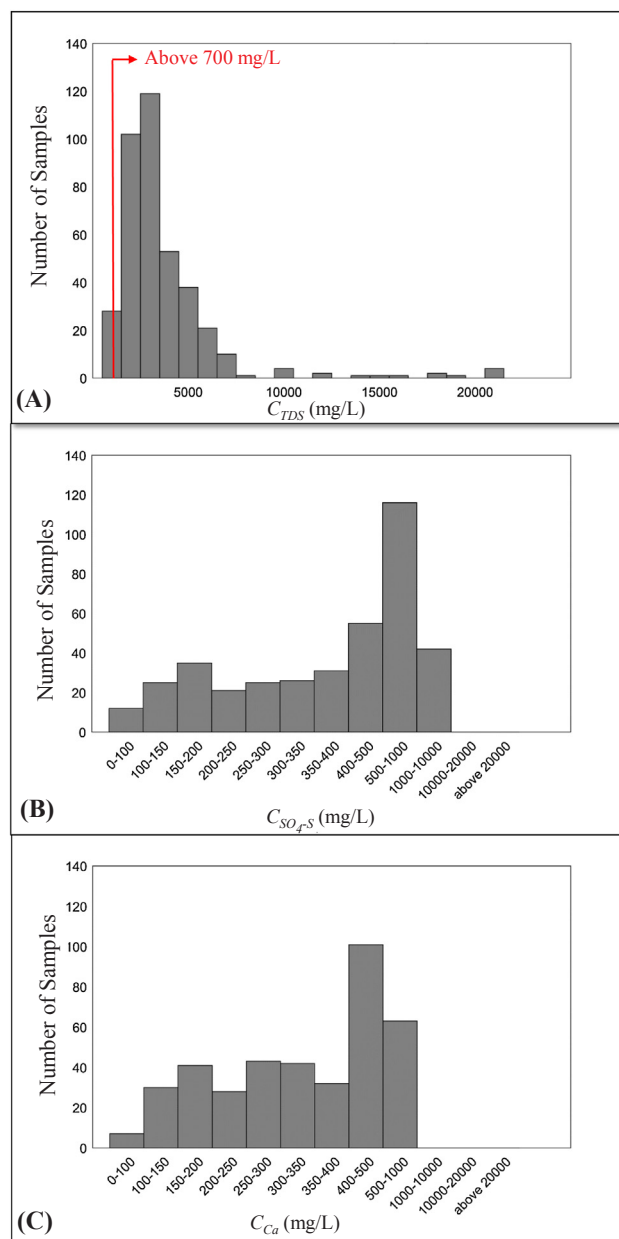 140
Above 700 mg/L
120
100
80
60
40
20
0
Number of Samples
5000 10000 15000 20000
(A)
C_TDS (mg/L)
140
120
100
80
60
40
20
0
Number of Samples
0-100 100-150 150-200 200-250 250-300 300-350 350-400 400-500 500-1000 1000-10000 10000-20000 above 20000
(B)
C_SO4-S (mg/L)
140
120
100
80
60
40
20
0
Number of Samples
0-100 100-150 150-200 200-250 250-300 300-350 350-400 400-500 500-1000 1000-10000 10000-20000 above 20000
(C)
C_Ca (mg/L)